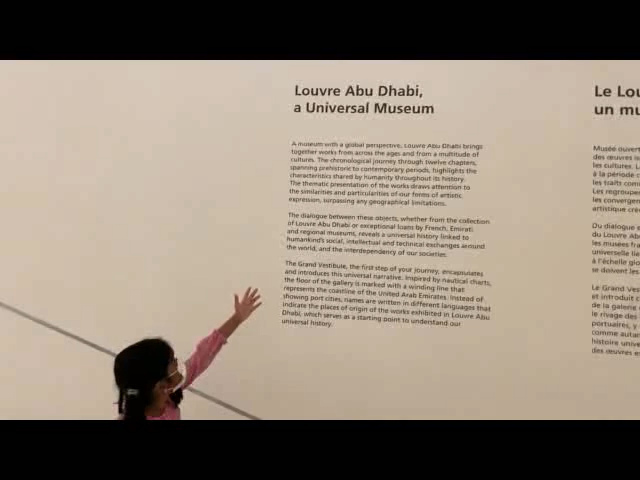 Louvre Abu Dhabi,
a Universal Museum
A museum with a global perspective, Louvre Abu Dhabi brings
together works from across the ages and from a multitude of
cultures. The chronological journey through twelve chapters,
spanning prehistoric to contemporary periods, highlights the
characteristics shared by humanity throughout its history.
The thematic presentation of the works draws attention to
the similarities and particularities of our forms of artistic
expression, surpassing any geographical limitations.
The dialogue between these objects, whether from the collection
of Louvre Abu Dhabi or exceptional loans by French, Emirati
and regional museums, reveals a universal history linked to
humankind's social, intellectual and technical exchanges around
the world, and the interdependency of our societies.
The Grand Vestibule, the first step of your journey, encapsulates
and introduces this universal narrative. Inspired by nautical charts,
the floor of the gallery is marked with a winding line that
represents the coastline of the United Arab Emirates. Instead of
showing port cities, names are written in different languages that
indicate the places of origin of the works exhibited in Louvre Abu
Dhabi, which serves as a starting point to understand our
universal history.
Le Lou
un mu
Musée ouvert
des œuvres is
les cultures. L
à la période c
les traits comm
Les regroupem
les convergen
artistique cré
Du dialogue e
du Louvre Abu
les musées fra
universelle lia
à l'échelle glo
se doivent les
Le Grand Ves
et introduit c
de la galerie
le rivage des
portuaires, y
comme autan
histoire unive
des œuvres e